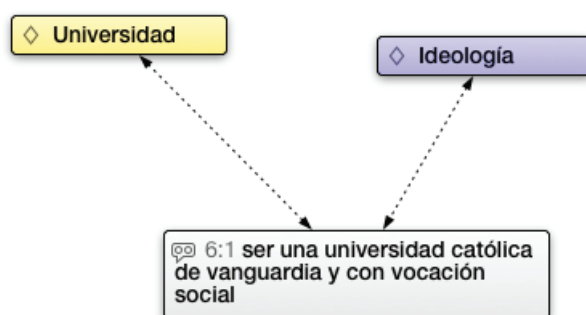 Universidad
Ideología
6:1 ser una universidad católica
de vanguardia y con vocación
social